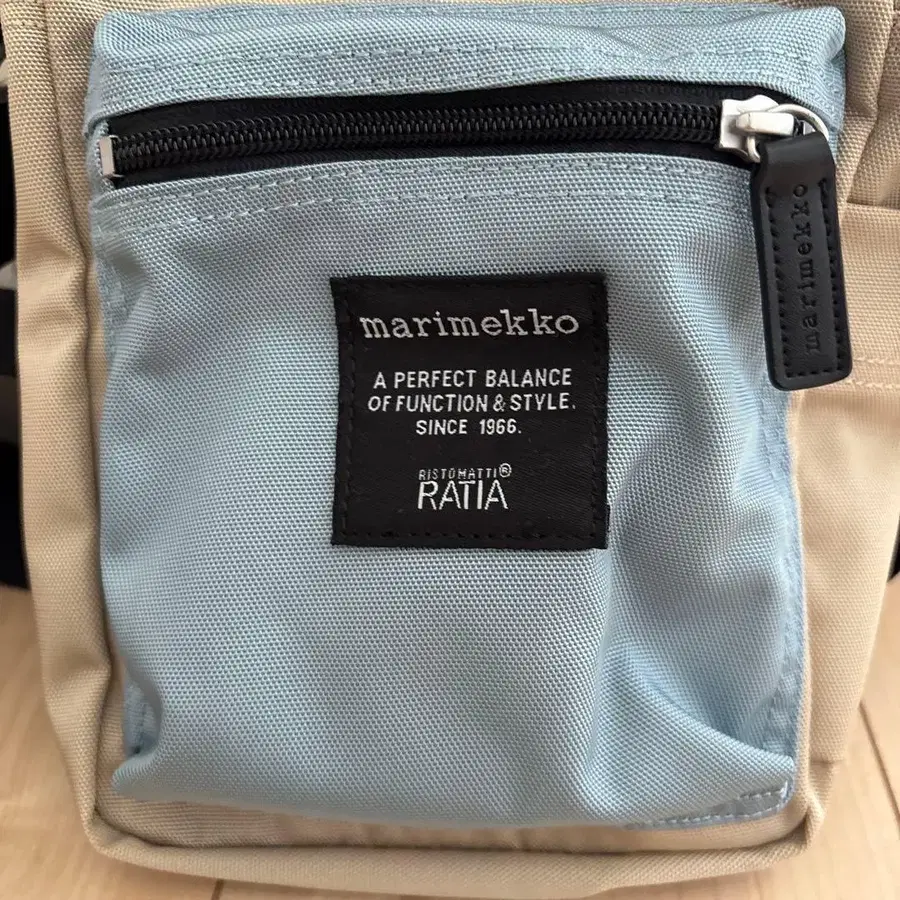 marimekko
marimekko
A PERFECT BALANCE
OF FUNCTION & STYLE.
SINCE 1966.
RISTOMATTI®
RATIA